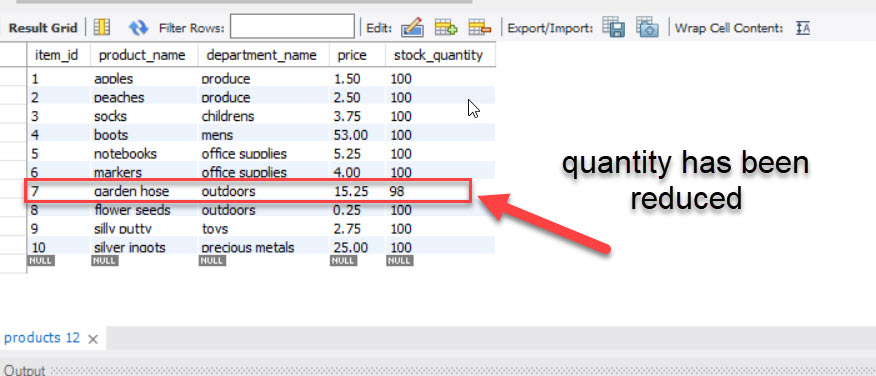 Result Grid Filter Rows: Edit: Export/Import: Wrap Cell Content:
item_id product_name department_name price stock_quantity
1 apples produce 1.50 100
2 peaches produce 2.50 100
3 socks childrens 3.75 100
4 boots mens 53.00 100
5 notebooks office supplies 5.25 100
6 markers office supplies 4.00 100
7 garden hose outdoors 15.25 98
8 flower seeds outdoors 0.25 100
9 silly putty toys 2.75 100
10 silver ingots precious metals 25.00 100
NULL NULL NULL NULL NULL
quantity has been
reduced
products 12
Output